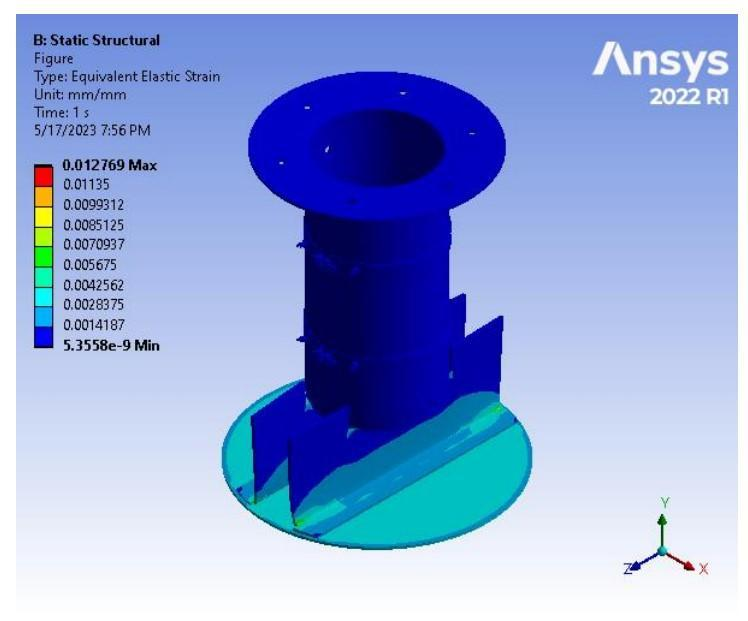 B: Static Structural
Figure
Type: Equivalent Elastic Strain
Unit: mm/mm
Time: 1 s
5/17/2023 7:56 PM
0.012769 Max
0.01135
0.0099312
0.0085125
0.0070937
0.005675
0.0042562
0.0028375
0.0014187
5.3558e-9 Min
Ansys
2022 R1
Y
Z
X